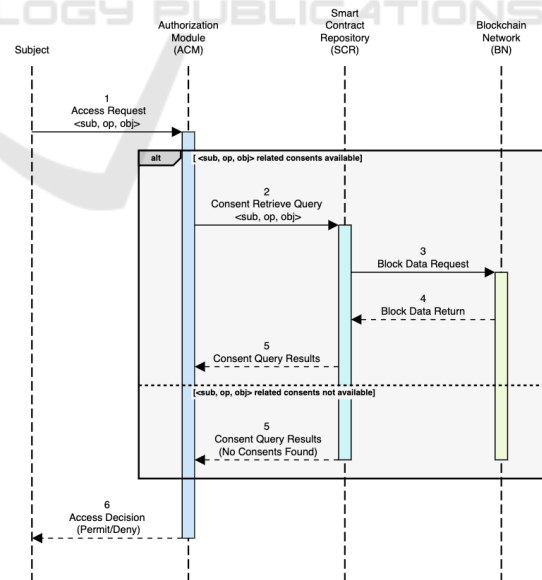 LOGY PUBLICATIONS
Authorization
Module
(ACM)
Smart
Contract
Repository
(SCR)
Blockchain
Network
(BN)
Subject
1
Access Request
<sub, op, obj>
alt
[ <sub, op, obj> related consents available]
2
Consent Retrieve Query
<sub, op, obj>
3
Block Data Request
4
Block Data Return
5
Consent Query Results
[<sub, op, obj> related consents not available]
5
Consent Query Results
(No Consents Found)
6
Access Decision
(Permit/Deny)